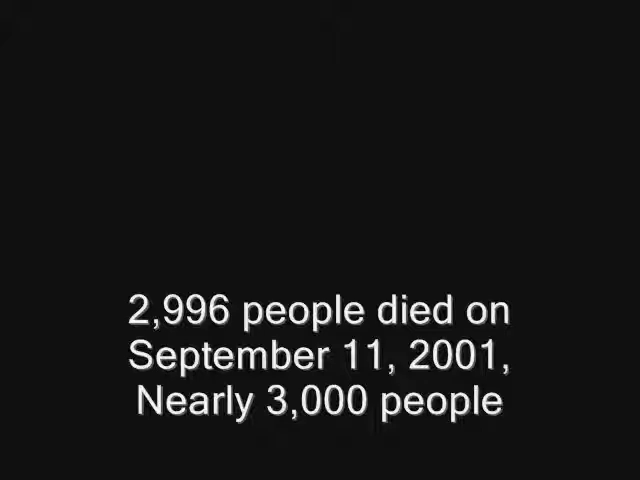 2,996 people died on
September 11, 2001,
Nearly 3,000 people